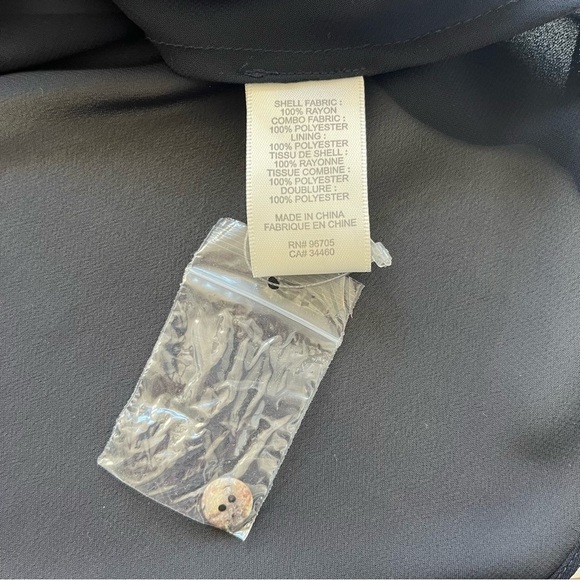 SHELL FABRIC :
100% RAYON
COMBO FABRIC :
100% POLYESTER
LINING :
100% POLYESTER
TISSU DE SHELL :
100% RAYONNE
TISSUE COMBINE :
100% POLYESTER
DOUBLURE :
100% POLYESTER
MADE IN CHINA
FABRIQUE EN CHINE
RN# 96705
CA# 34460